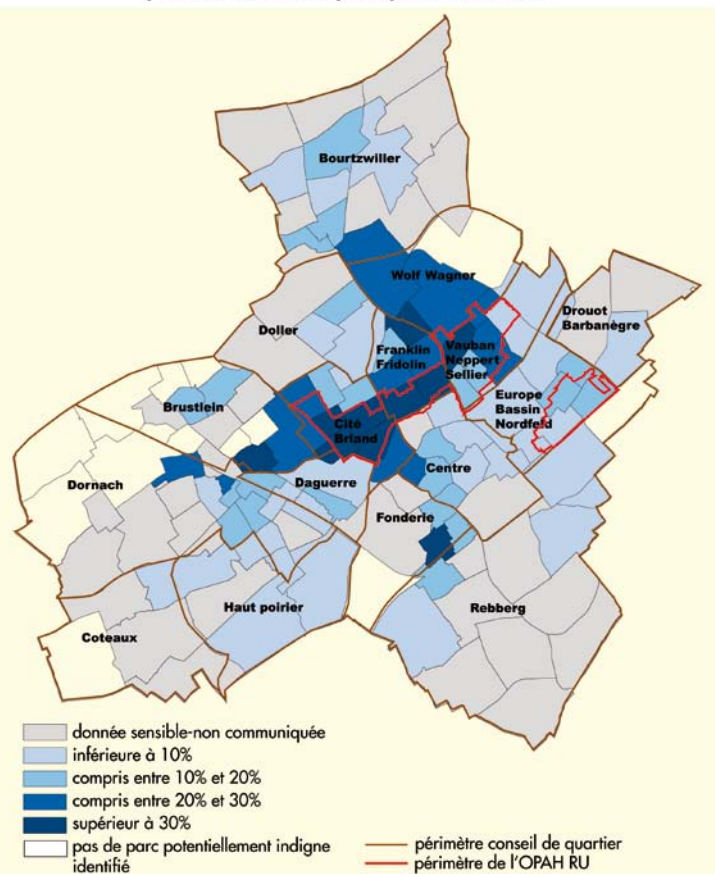 Bourtzwiller
Wolf Wagner
Drouot
Barbanègre
Doller
Franklin
Fridolin
Vauban
Neppert
Sellier
Brustlein
Europe
Bassin
Nordfeld
Cité
Briand
Dornach
Daguerre
Centre
Fonderie
Haut poirier
Rebberg
Coteaux
donnée sensible-non communiquée
inférieure à 10%
compris entre 10% et 20%
compris entre 20% et 30%
supérieur à 30%
pas de parc potentiellement indigne
identifié
périmètre conseil de quartier
périmètre de l'OPAH RU